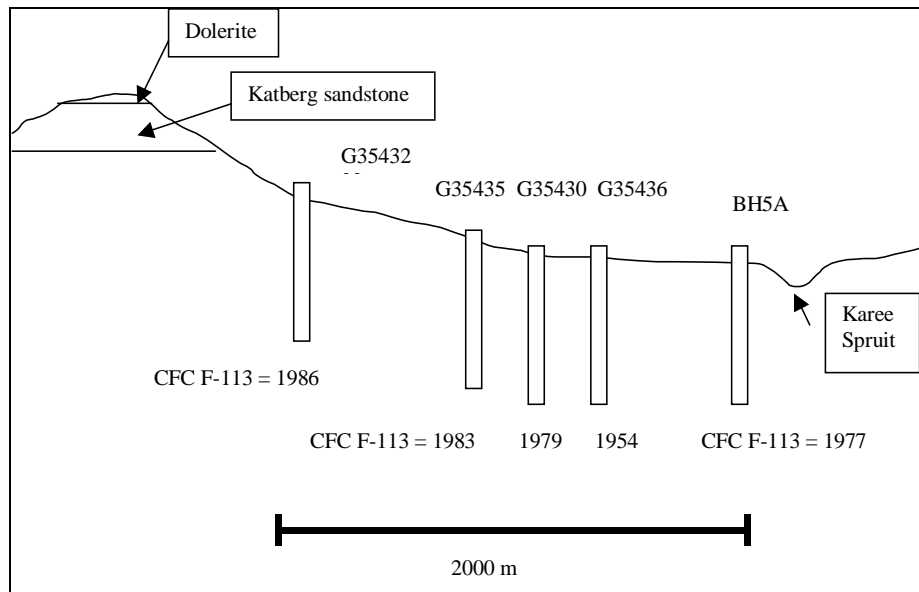 Dolerite
Katberg sandstone
G35432
G35435 G35430 G35436
BH5A
Karee
Spruit
CFC F-113 = 1986
CFC F-113 = 1983 1979 1954 CFC F-113 = 1977
2000 m